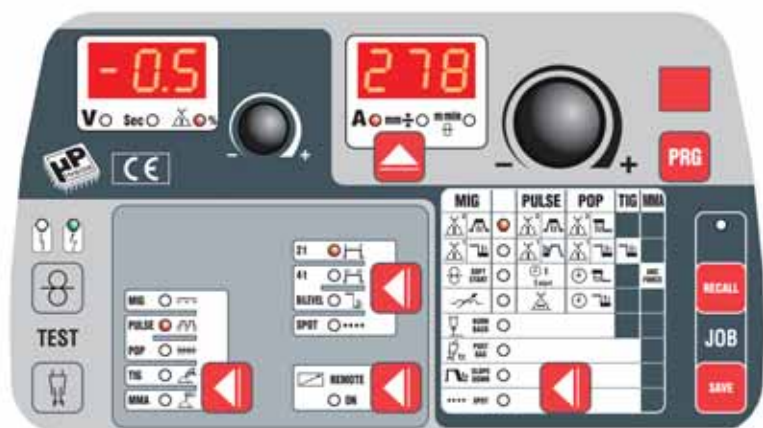 -0.5
V Sec %
- +
278
A mm m/min
- +
PRG
µP
CE
MIG PULSE POP TIG MMA
SOFT START
ARC FORCE
BURN BACK
POST GAS
SLOPE DOWN
SPOT
2t
4t
BILEVEL
SPOT
REMOTE
ON
MIG
PULSE
POP
TIG
MMA
TEST
RECALL
JOB
SAVE